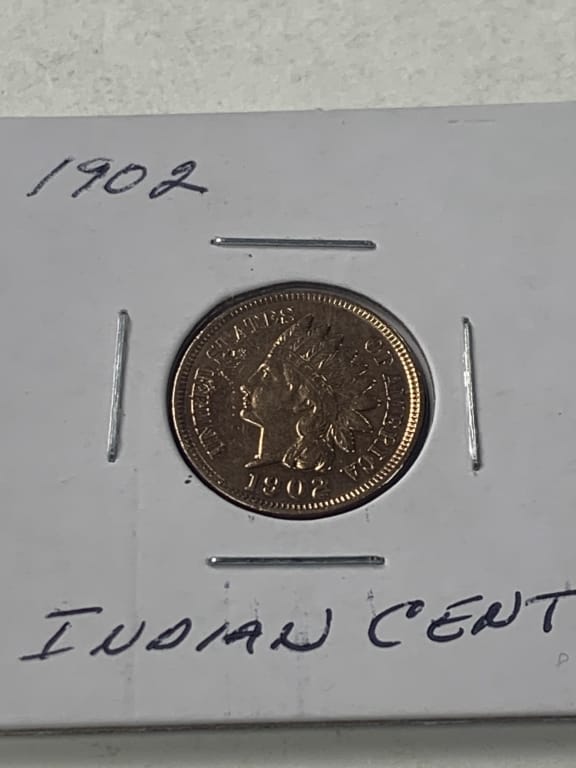 1902
UNITED STATES OF AMERICA
1902
INDIAN CENT